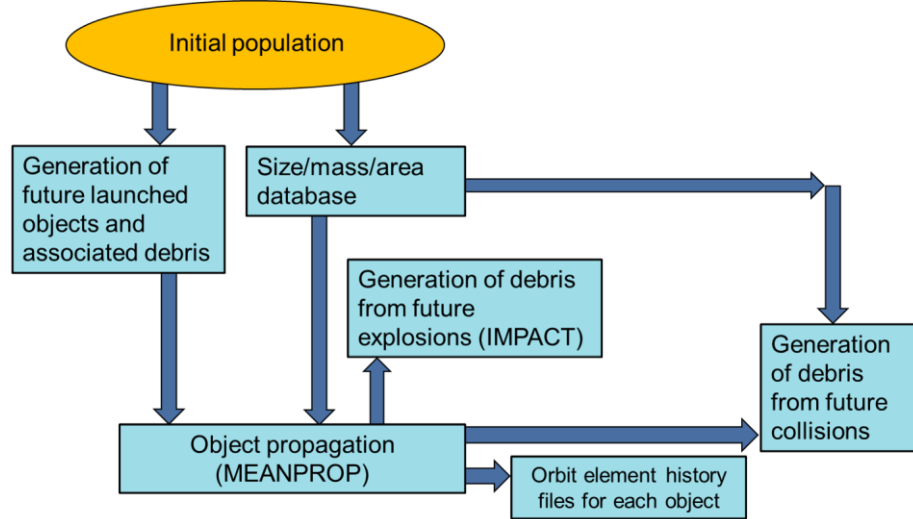 Initial population
Generation of
future launched
objects and
associated debris
Size/mass/area
database
Generation of debris
from future
explosions (IMPACT)
Generation
of debris
from future
collisions
Object propagation
(MEANPROP)
Orbit element history
files for each object